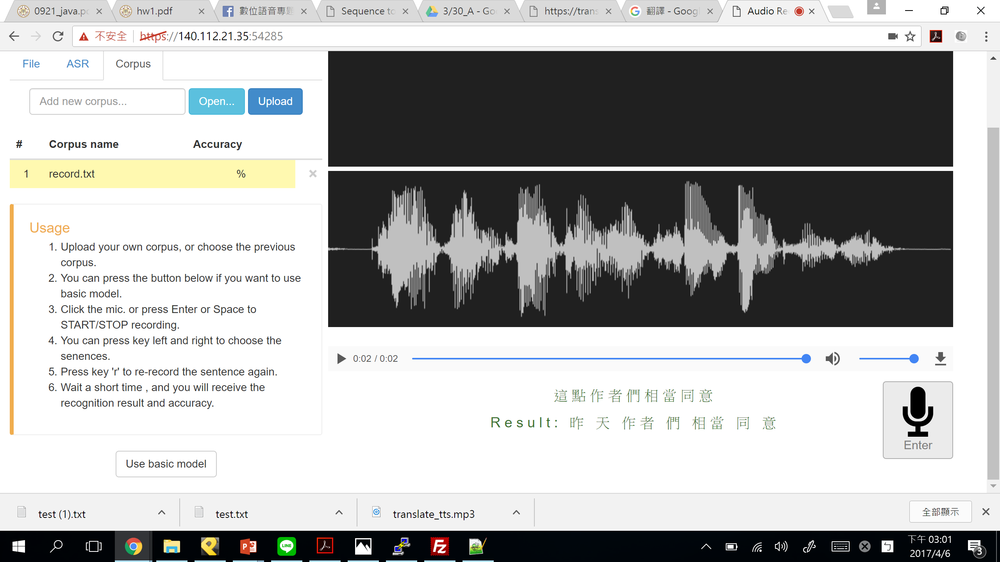 0921_java.pd
hw1.pdf
數位語音專題
Sequence to
3/30_A - Goo
https://trans
翻譯 - Googl
Audio Rec
不安全 https://140.112.21.35:54285
File ASR Corpus
Add new corpus... Open... Upload
# Corpus name Accuracy
1 record.txt %
Usage
1. Upload your own corpus, or choose the previous
corpus.
2. You can press the button below if you want to use
basic model.
3. Click the mic. or press Enter or Space to
START/STOP recording.
4. You can press key left and right to choose the
senences.
5. Press key 'r' to re-record the sentence again.
6. Wait a short time , and you will receive the
recognition result and accuracy.
Use basic model
0:02 / 0:02
這點作者們相當同意
Result: 昨 天 作者 們 相當 同 意
Enter
test (1).txt
test.txt
translate_tts.mp3
全部顯示
LINE
ㄅ
下午 03:01
2017/4/6
3